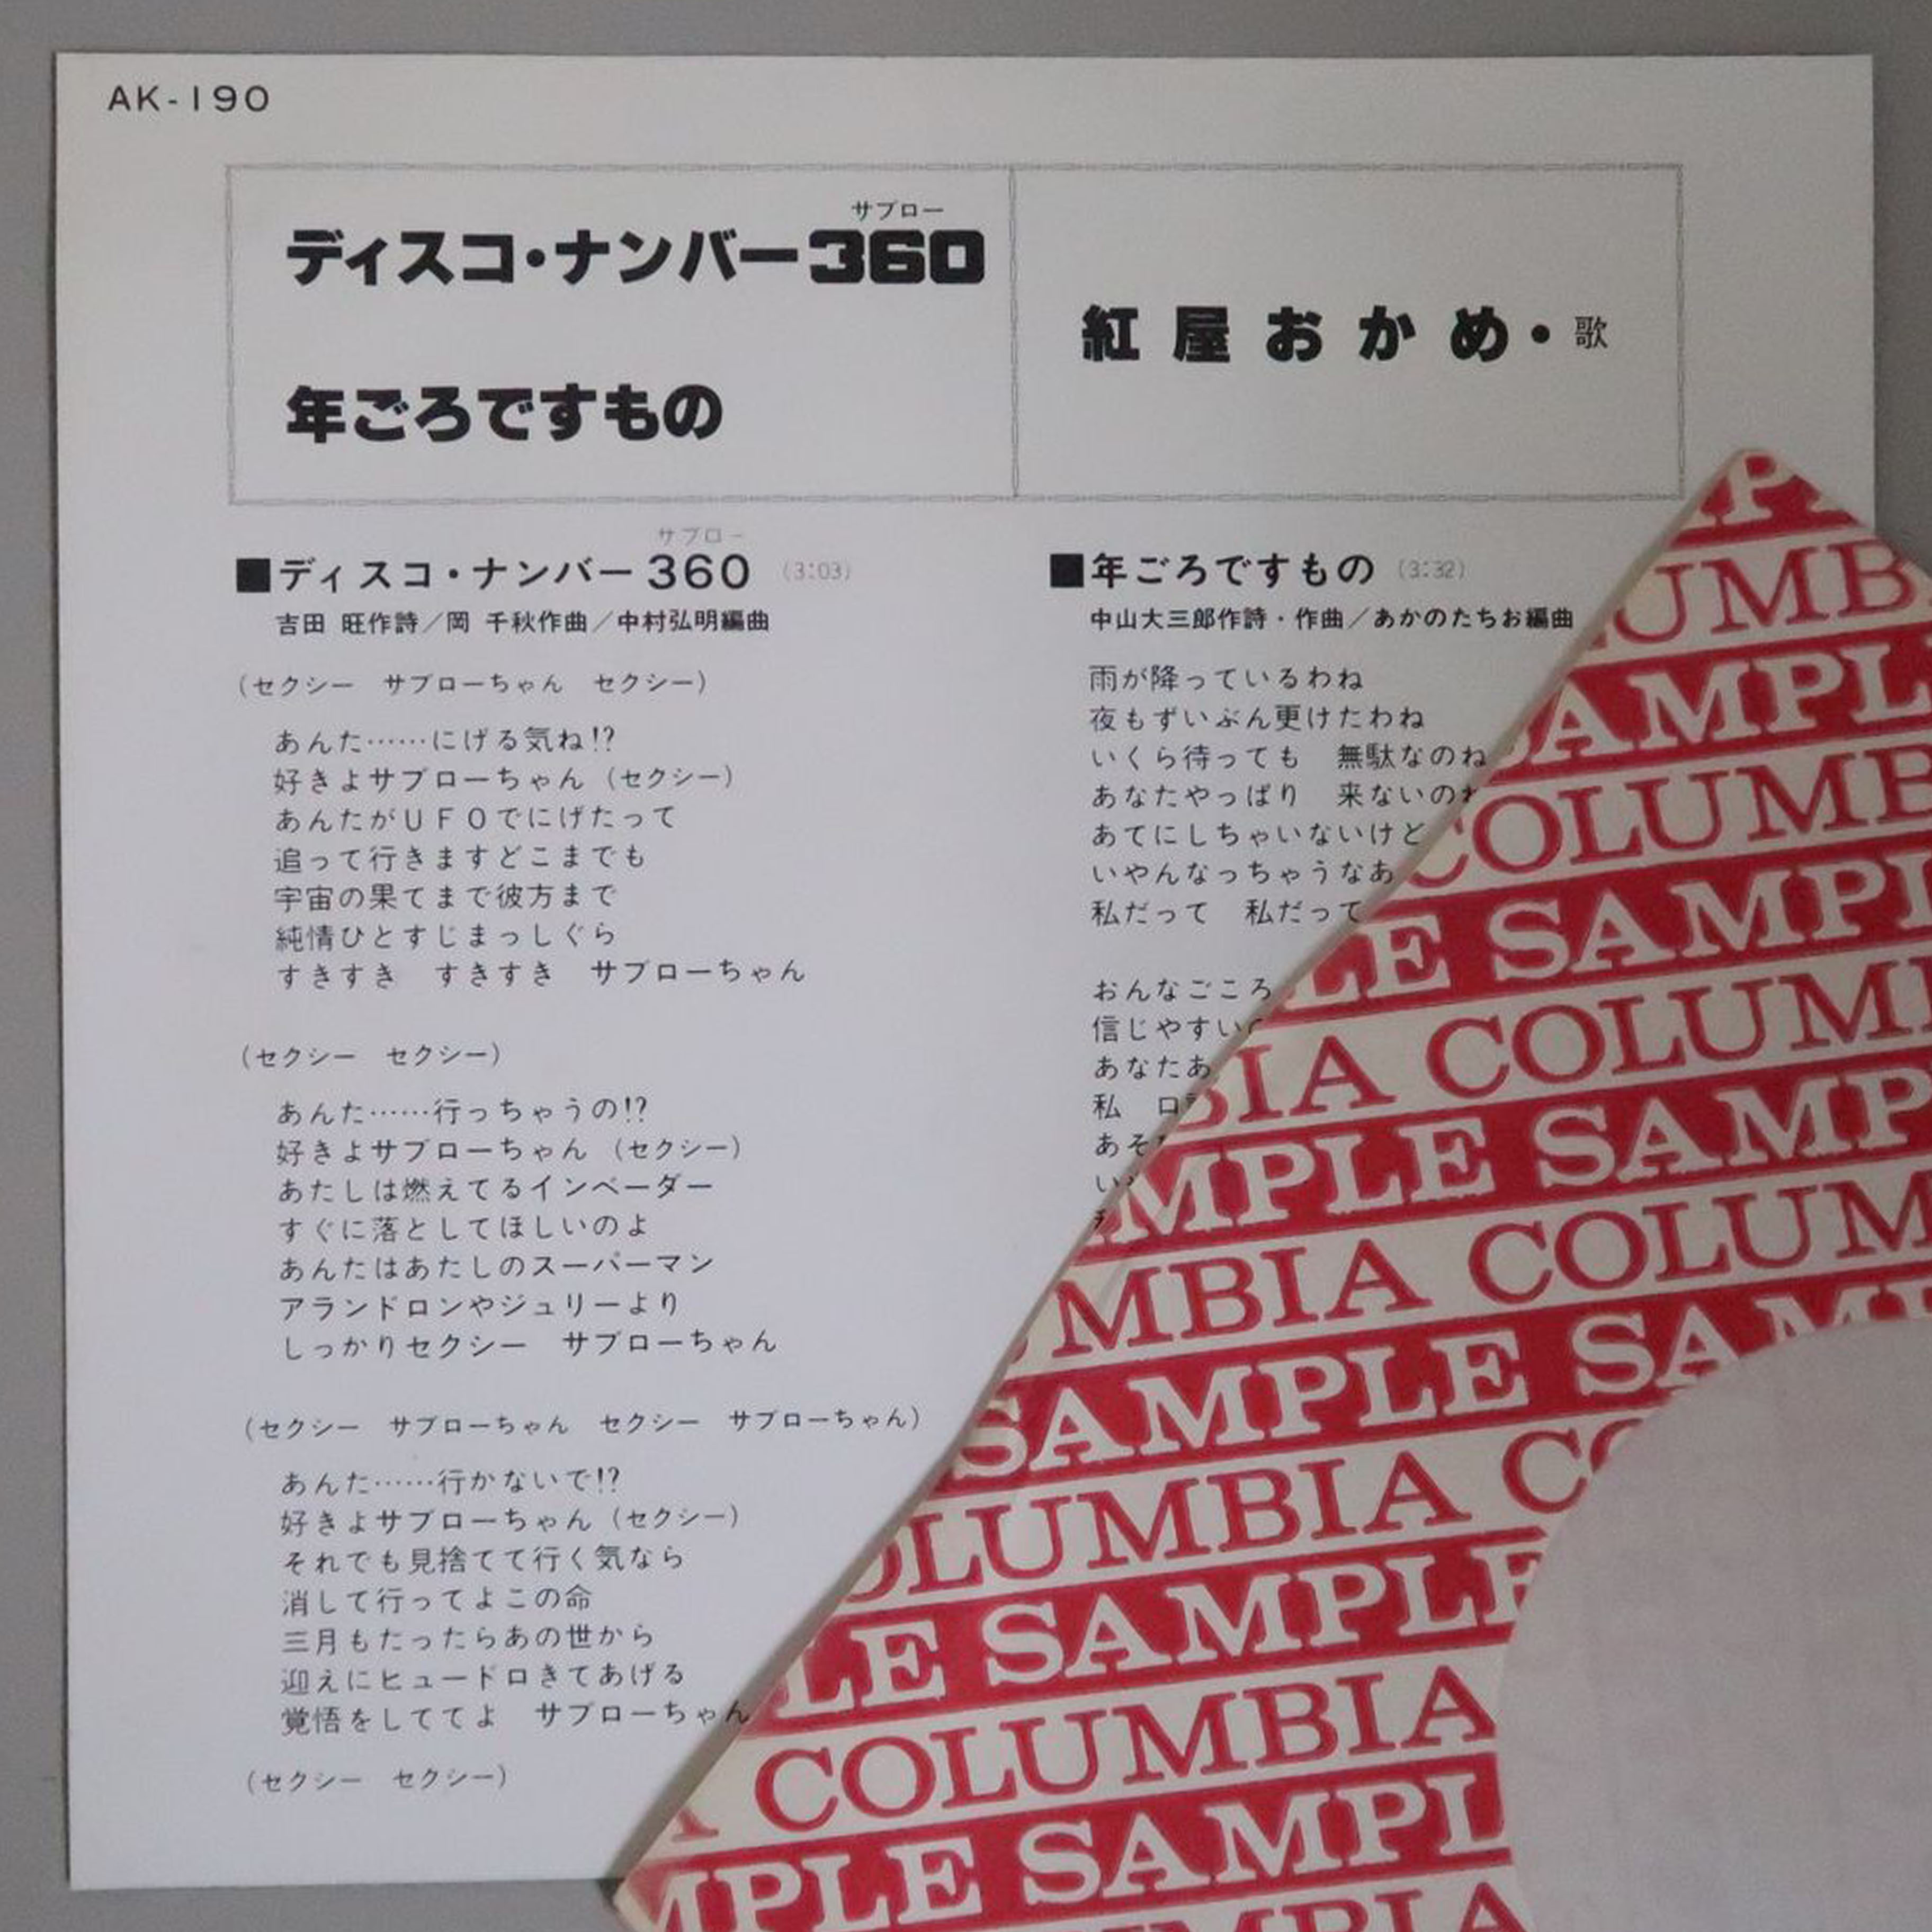 AK-190
サブロー
ディスコ・ナンバー360
年ごろですもの
紅屋おかめ・歌
サブロー
■ディスコ・ナンバー360 (3:03)
吉田 旺作詩／岡 千秋作曲／中村弘明編曲
(セクシー サブローちゃん セクシー)
あんた……にげる気ね!?
好きよサブローちゃん (セクシー)
あんたがＵＦＯでにげたって
追って行きますどこまでも
宇宙の果てまで彼方まで
純情ひとすじまっしぐら
すきすき すきすき サブローちゃん
(セクシー セクシー)
あんた……行っちゃうの!?
好きよサブローちゃん (セクシー)
あたしは燃えてるインベーダー
すぐに落としてほしいのよ
あんたはあたしのスーパーマン
アランドロンやジュリーより
しっかりセクシー サブローちゃん
(セクシー サブローちゃん セクシー サブローちゃん)
あんた……行かないで!?
好きよサブローちゃん (セクシー)
それでも見捨てて行く気なら
消して行ってよこの命
三月もたったらあの世から
迎えにヒュードロきてあげる
覚悟をしててよ サブローちゃん
(セクシー セクシー)
■年ごろですもの (3:32)
中山大三郎作詩・作曲／あかのたちお編曲
雨が降っているわね
夜もずいぶん更けたわね
いくら待っても 無駄なのね
あなたやっぱり 来ないのね
あてにしちゃいないけど
いやんなっちゃうなあ
私だって 私だって
おんなごころ
信じやすい
あなたあ
私 口
あそ
い
UMB
SAMPL
COLUMB
LE SAMPL
BIA COLUM
MPLE SAMP
MBIA COLUM
SAMPLE SAM
OLUMBIA CO
LE SAMPLE
COLUMBIA
MPLE SAMPL
UMBIA